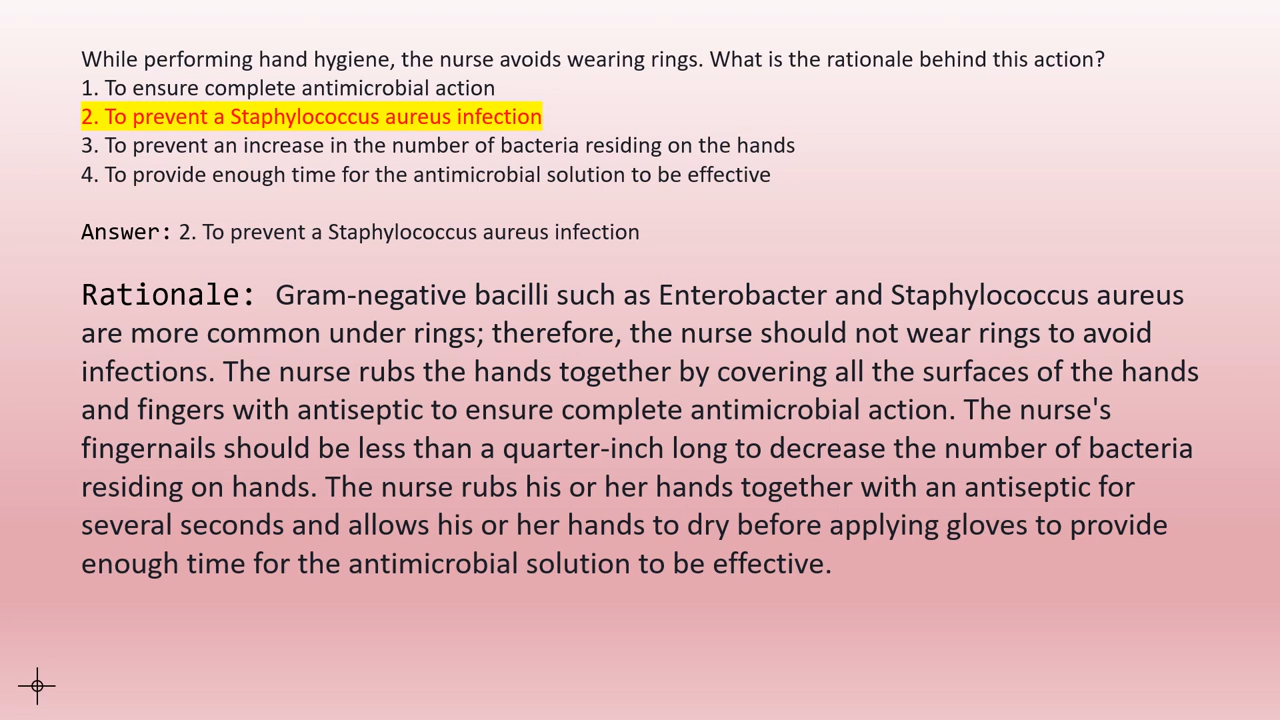 While performing hand hygiene, the nurse avoids wearing rings. What is the rationale behind this action?
1. To ensure complete antimicrobial action
2. To prevent a Staphylococcus aureus infection
3. To prevent an increase in the number of bacteria residing on the hands
4. To provide enough time for the antimicrobial solution to be effective
Answer: 2. To prevent a Staphylococcus aureus infection
Rationale: Gram-negative bacilli such as Enterobacter and Staphylococcus aureus
are more common under rings; therefore, the nurse should not wear rings to avoid
infections. The nurse rubs the hands together by covering all the surfaces of the hands
and fingers with antiseptic to ensure complete antimicrobial action. The nurse's
fingernails should be less than a quarter-inch long to decrease the number of bacteria
residing on hands. The nurse rubs his or her hands together with an antiseptic for
several seconds and allows his or her hands to dry before applying gloves to provide
enough time for the antimicrobial solution to be effective.